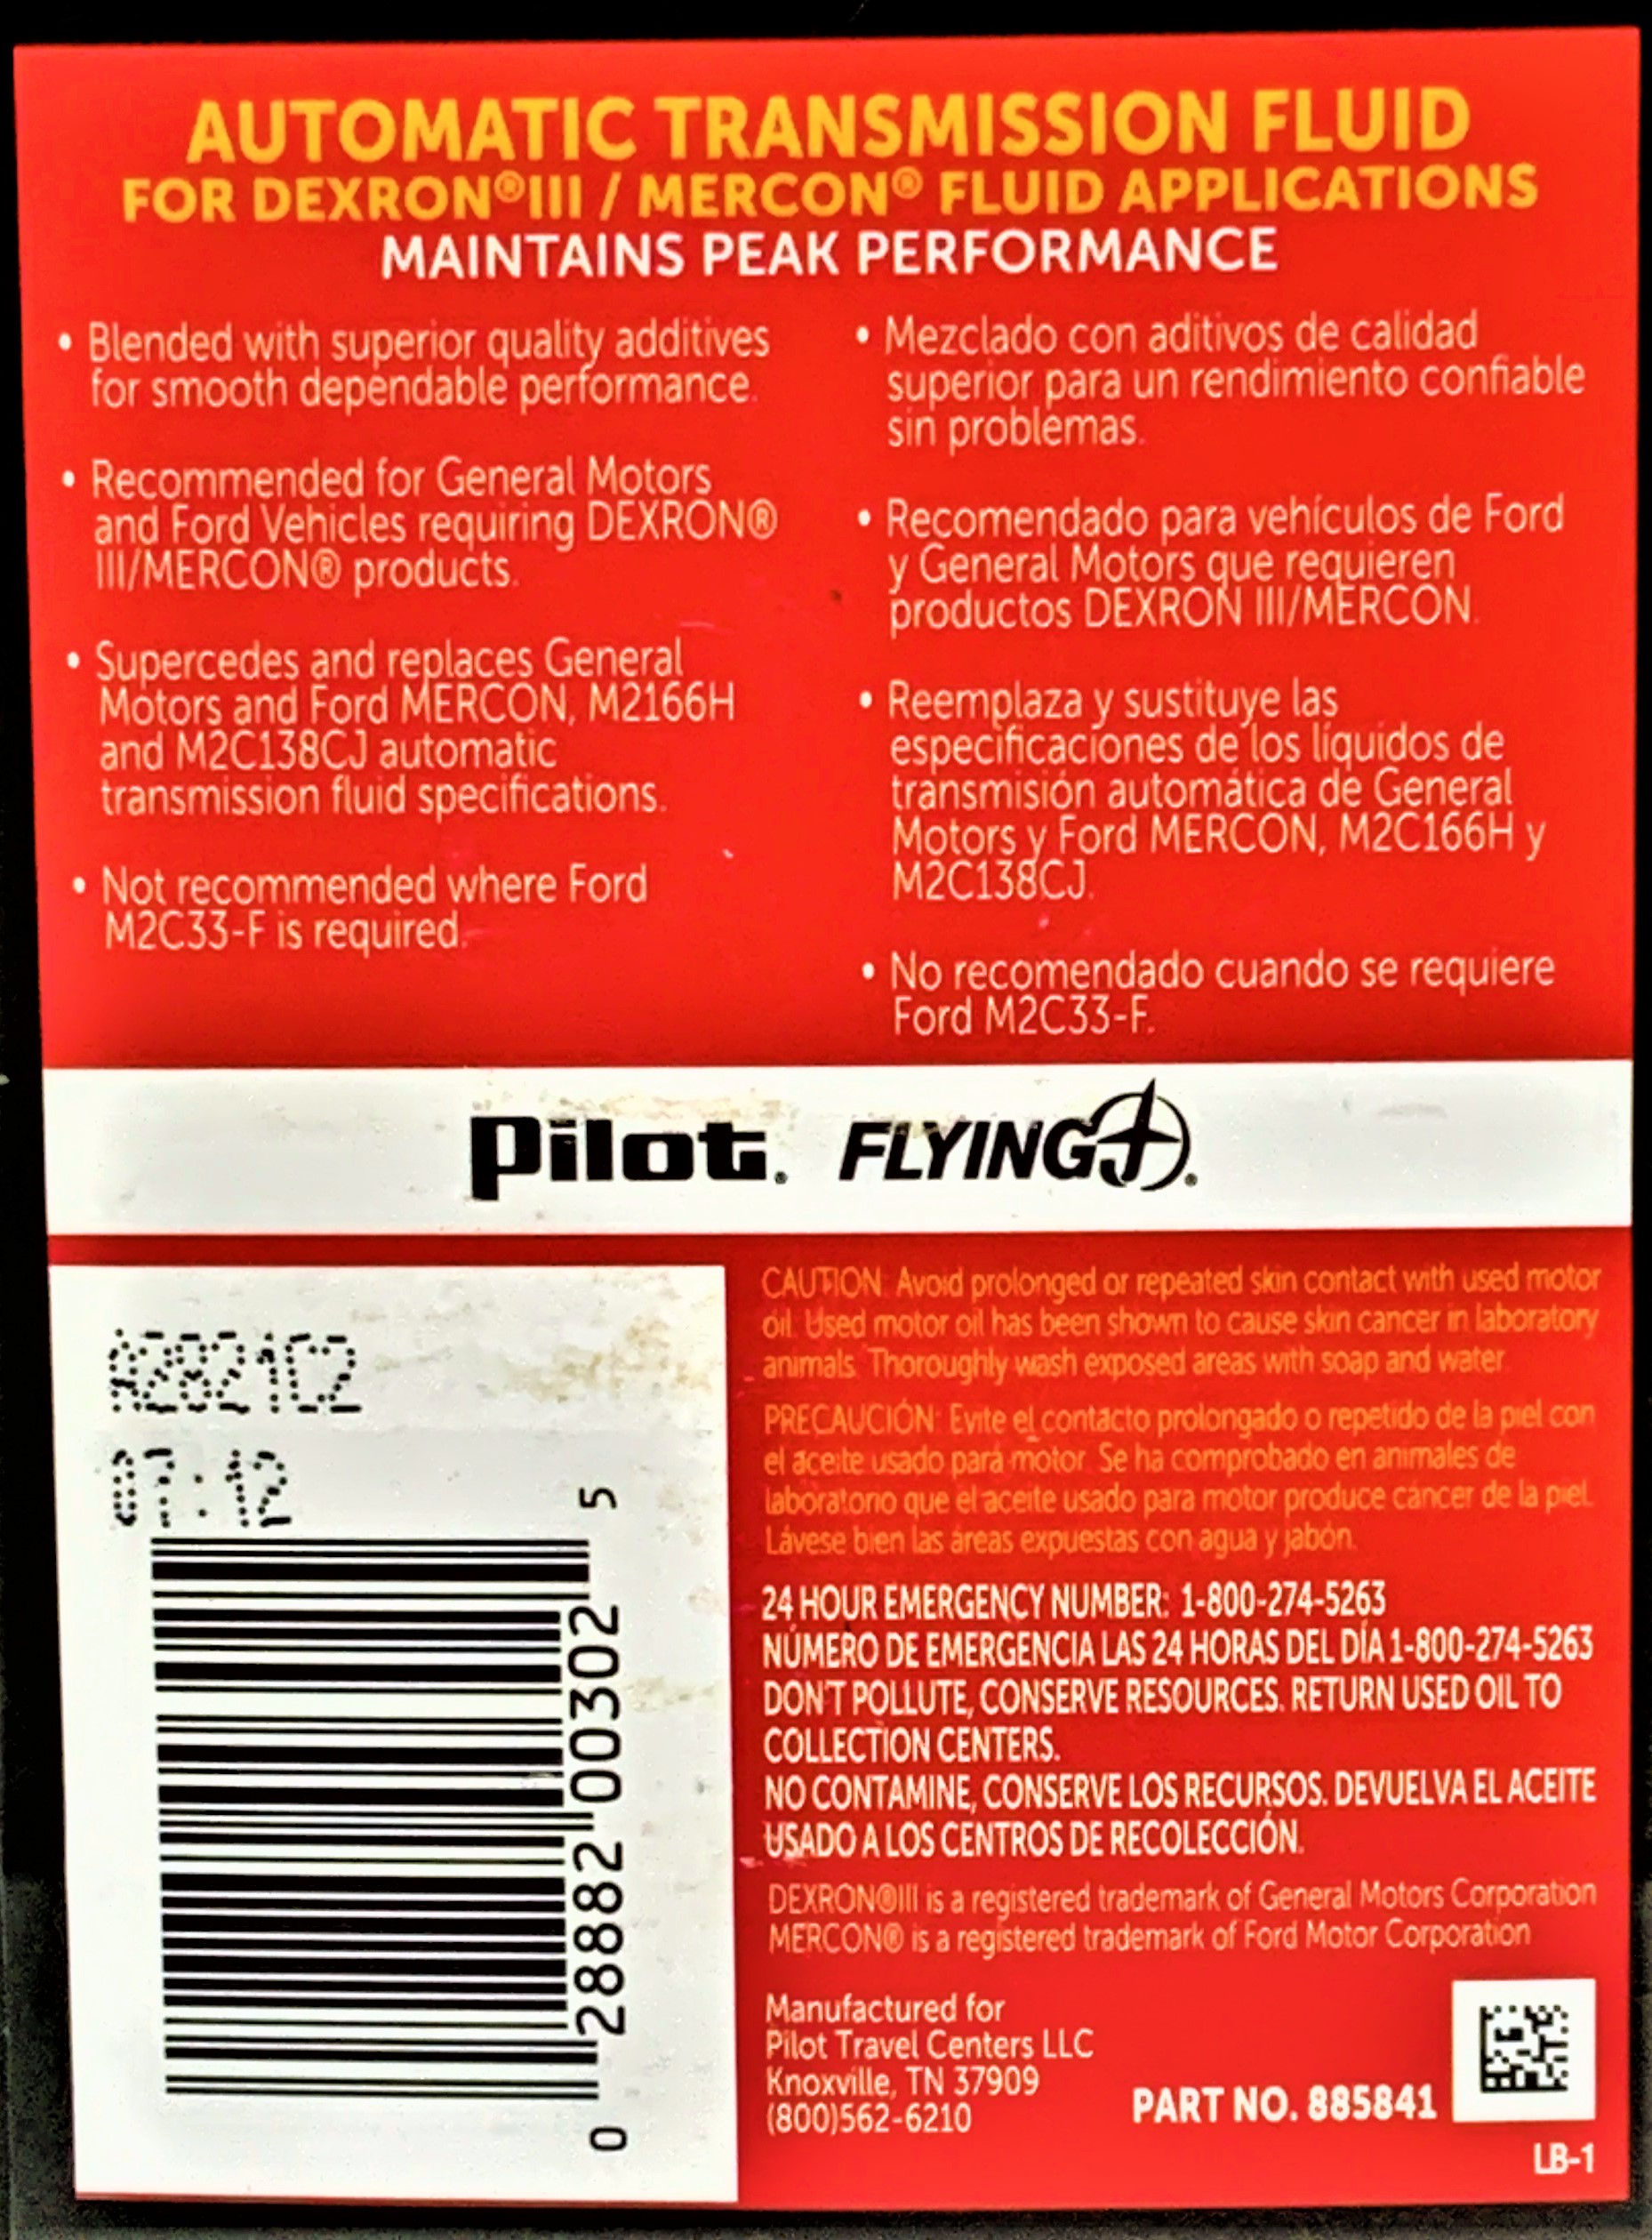 AUTOMATIC TRANSMISSION FLUID
FOR DEXRON®III / MERCON® FLUID APPLICATIONS
MAINTAINS PEAK PERFORMANCE
• Blended with superior quality additives
for smooth dependable performance.
• Recommended for General Motors
and Ford Vehicles requiring DEXRON®
III/MERCON® products.
• Supercedes and replaces General
Motors and Ford MERCON, M2166H
and M2C138CJ automatic
transmission fluid specifications.
• Not recommended where Ford
M2C33-F is required.
• Mezclado con aditivos de calidad
superior para un rendimiento confiable
sin problemas.
• Recomendado para vehículos de Ford
y General Motors que requieren
productos DEXRON III/MERCON.
• Reemplaza y sustituye las
especificaciones de los líquidos de
transmisión automática de General
Motors y Ford MERCON, M2C166H y
M2C138CJ.
• No recomendado cuando se requiere
Ford M2C33-F.
Pilot. FLYING J®
07:12
0 28882 00302 5
CAUTION: Avoid prolonged or repeated skin contact with used motor
oil. Used motor oil has been shown to cause skin cancer in laboratory
animals. Thoroughly wash exposed areas with soap and water.
PRECAUCIÓN: Evite el contacto prolongado o repetido de la piel con
el aceite usado para motor. Se ha comprobado en animales de
laboratorio que el aceite usado para motor produce cáncer de la piel.
Lávese bien las áreas expuestas con agua y jabón.
24 HOUR EMERGENCY NUMBER: 1-800-274-5263
NÚMERO DE EMERGENCIA LAS 24 HORAS DEL DÍA 1-800-274-5263
DON'T POLLUTE, CONSERVE RESOURCES. RETURN USED OIL TO
COLLECTION CENTERS.
NO CONTAMINE, CONSERVE LOS RECURSOS. DEVUELVA EL ACEITE
USADO A LOS CENTROS DE RECOLECCIÓN.
DEXRON®III is a registered trademark of General Motors Corporation
MERCON® is a registered trademark of Ford Motor Corporation
Manufactured for
Pilot Travel Centers LLC
Knoxville, TN 37909
(800)562-6210
PART NO. 885841
LB-1